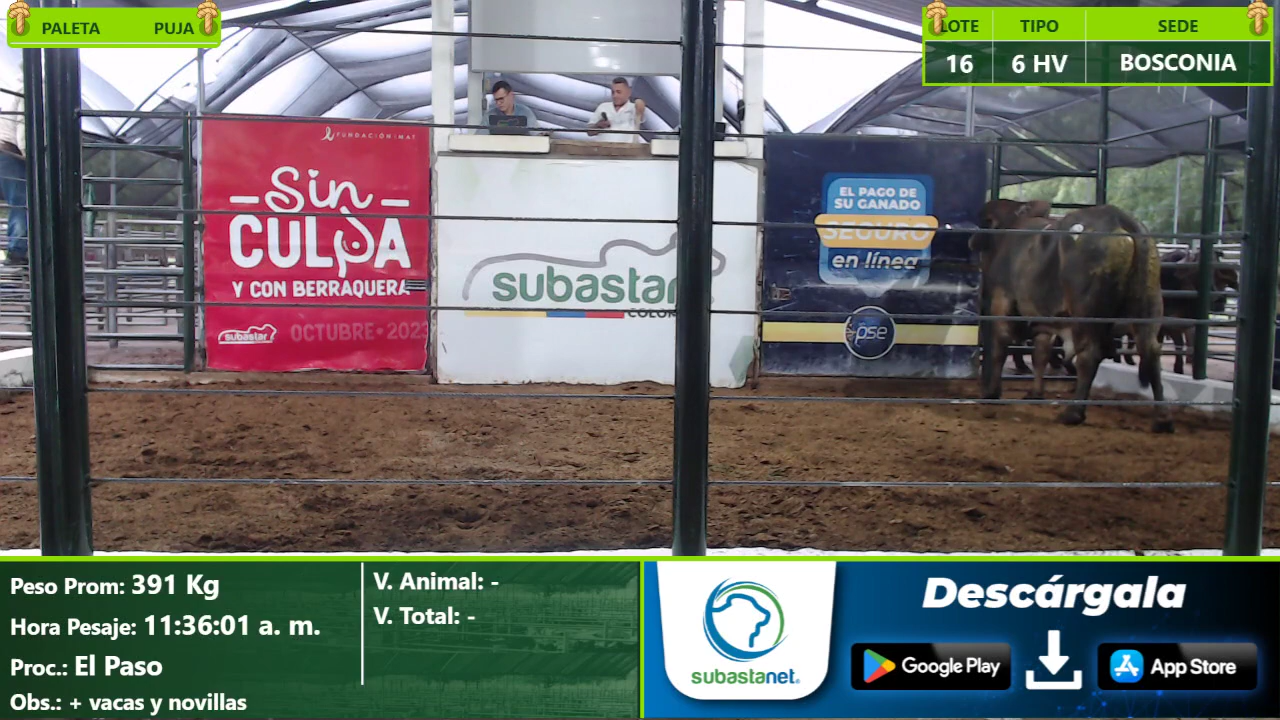 PALETA PUJA
LOTE TIPO SEDE
16 6 HV BOSCONIA
FUNDACIÓN MAT
Sin
CULPA
Y CON BERRAQUERA
subastar OCTUBRE • 2023
subastar
EL PAGO DE
SU GANADO
SEGURO
en línea
pse
Peso Prom: 391 Kg
Hora Pesaje: 11:36:01 a. m.
Proc.: El Paso
Obs.: + vacas y novillas
V. Animal: -
V. Total: -
subastanet
Descárgala
Google Play
App Store